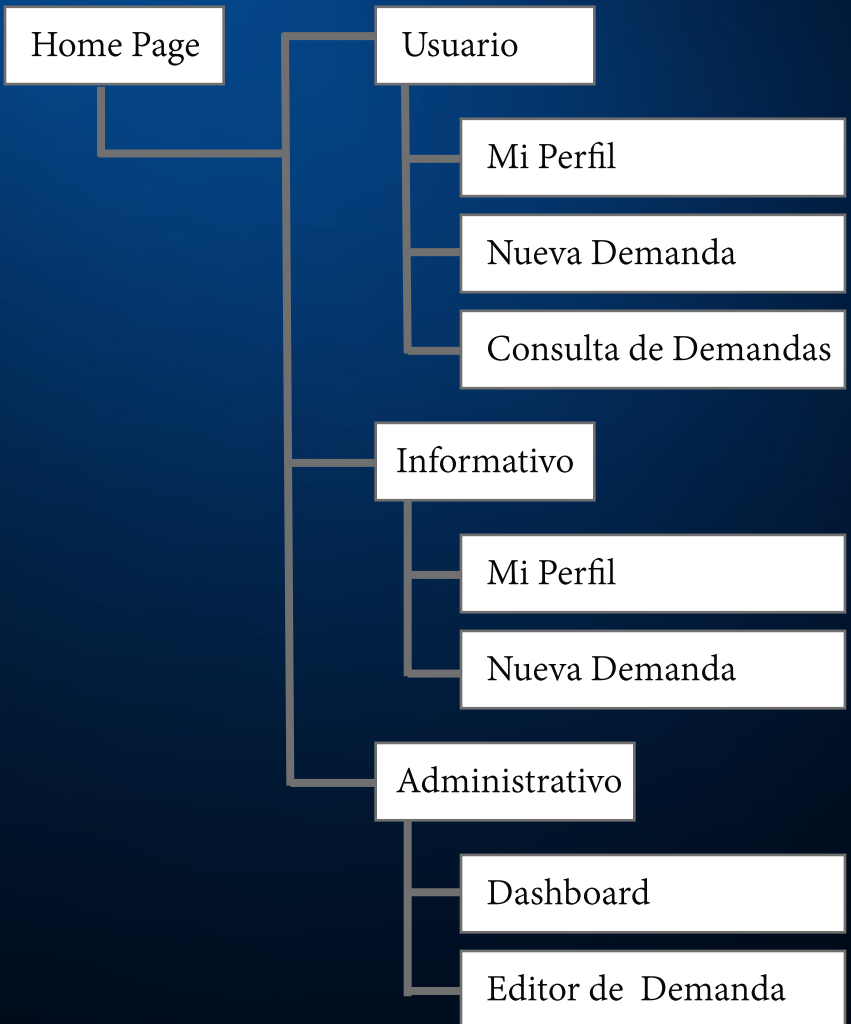 Home Page
Usuario
Mi Perfil
Nueva Demanda
Consulta de Demandas
Informativo
Mi Perfil
Nueva Demanda
Administrativo
Dashboard
Editor de Demanda